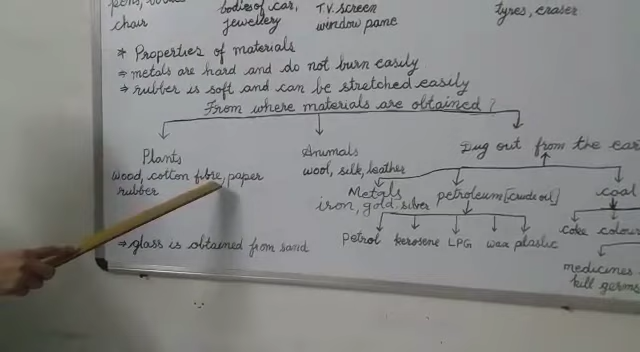 bodies of car, T.V. screen tyres, eraser
chair jewellery window pane
* Properties of materials
⇒ metals are hard and do not burn easily
⇒ rubber is soft and can be stretched easily
From where materials are obtained?
Plants Animals Dug out from the ear
wood, cotton fibre, paper wool, silk, leather
rubber Metals petroleum [crude oil] coal
iron, gold, silver
Petrol kerosene LPG wax plastic coke colour
⇒ glass is obtained from sand
medicines
kill germs